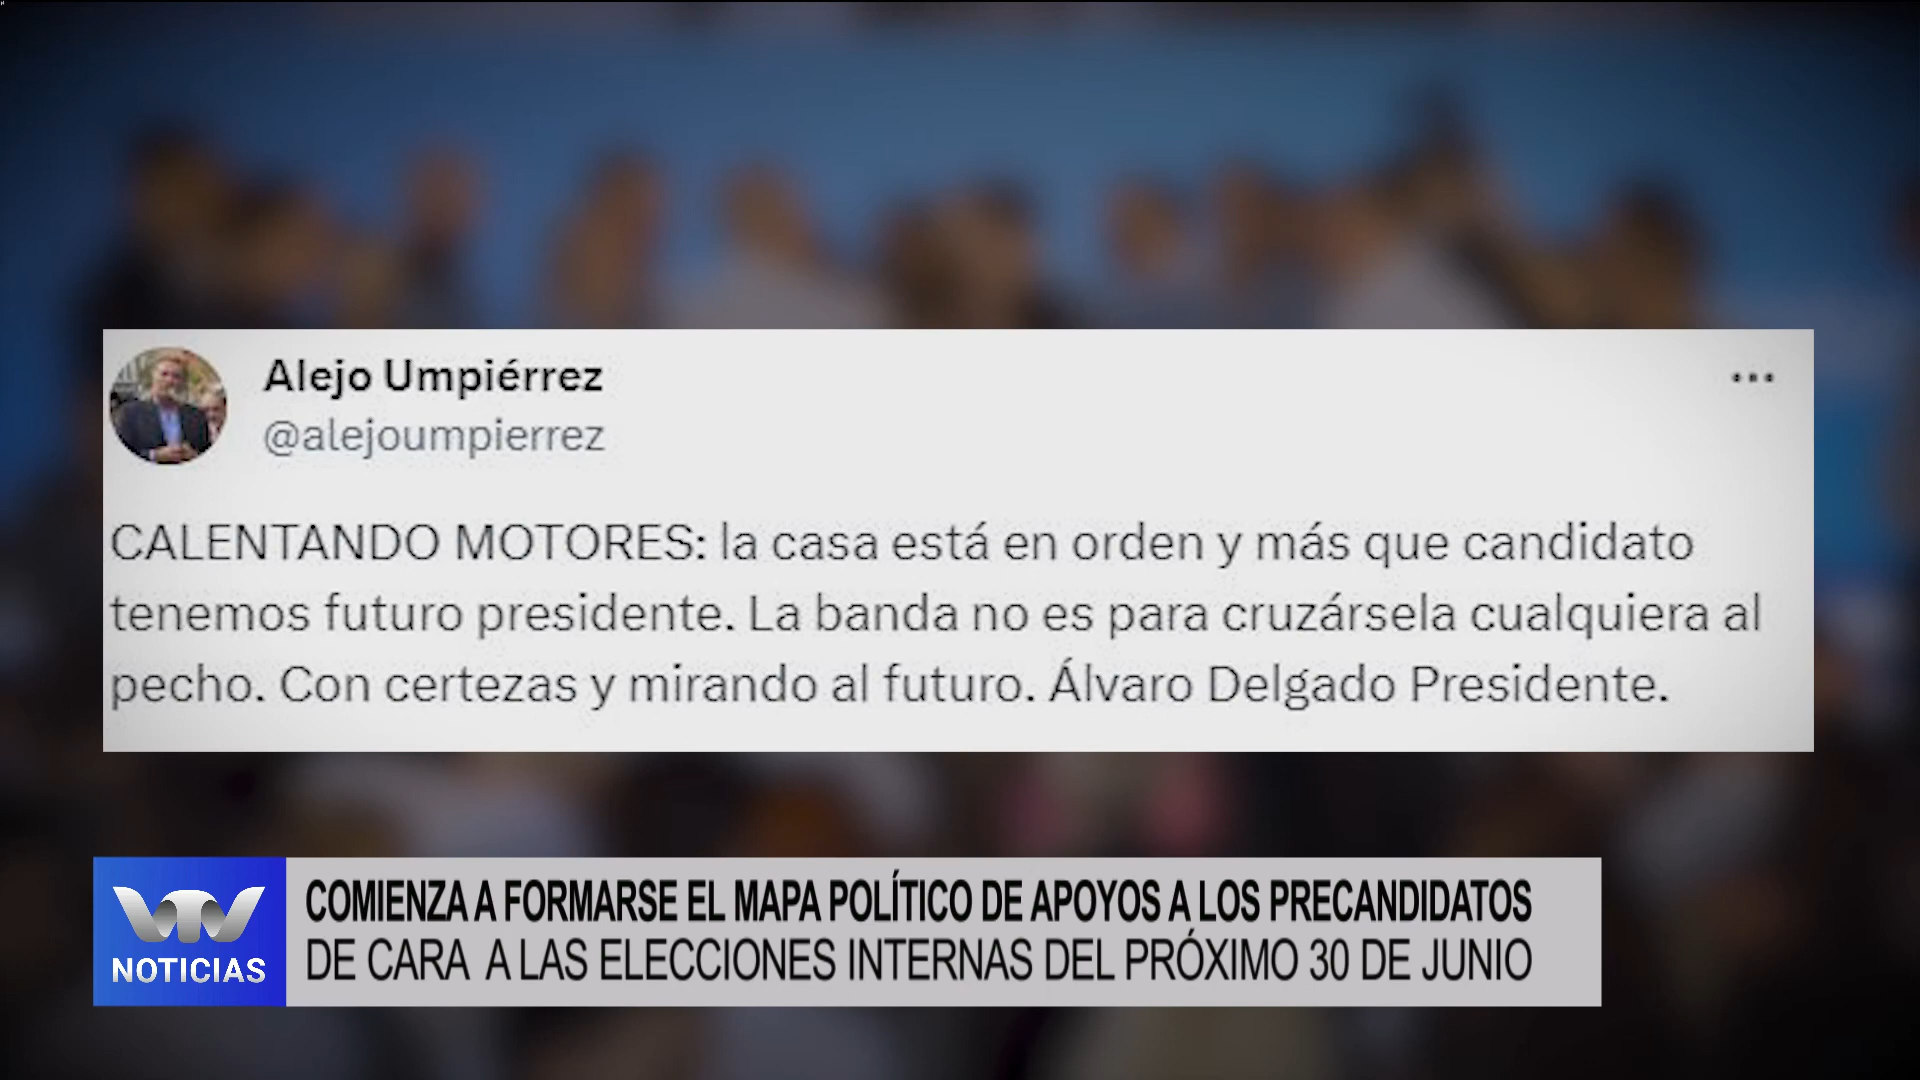 Alejo Umpiérrez
@alejoumpierrez
CALENTANDO MOTORES: la casa está en orden y más que candidato
tenemos futuro presidente. La banda no es para cruzársela cualquiera al
pecho. Con certezas y mirando al futuro. Álvaro Delgado Presidente.
VTV
NOTICIAS
COMIENZA A FORMARSE EL MAPA POLÍTICO DE APOYOS A LOS PRECANDIDATOS
DE CARA A LAS ELECCIONES INTERNAS DEL PRÓXIMO 30 DE JUNIO